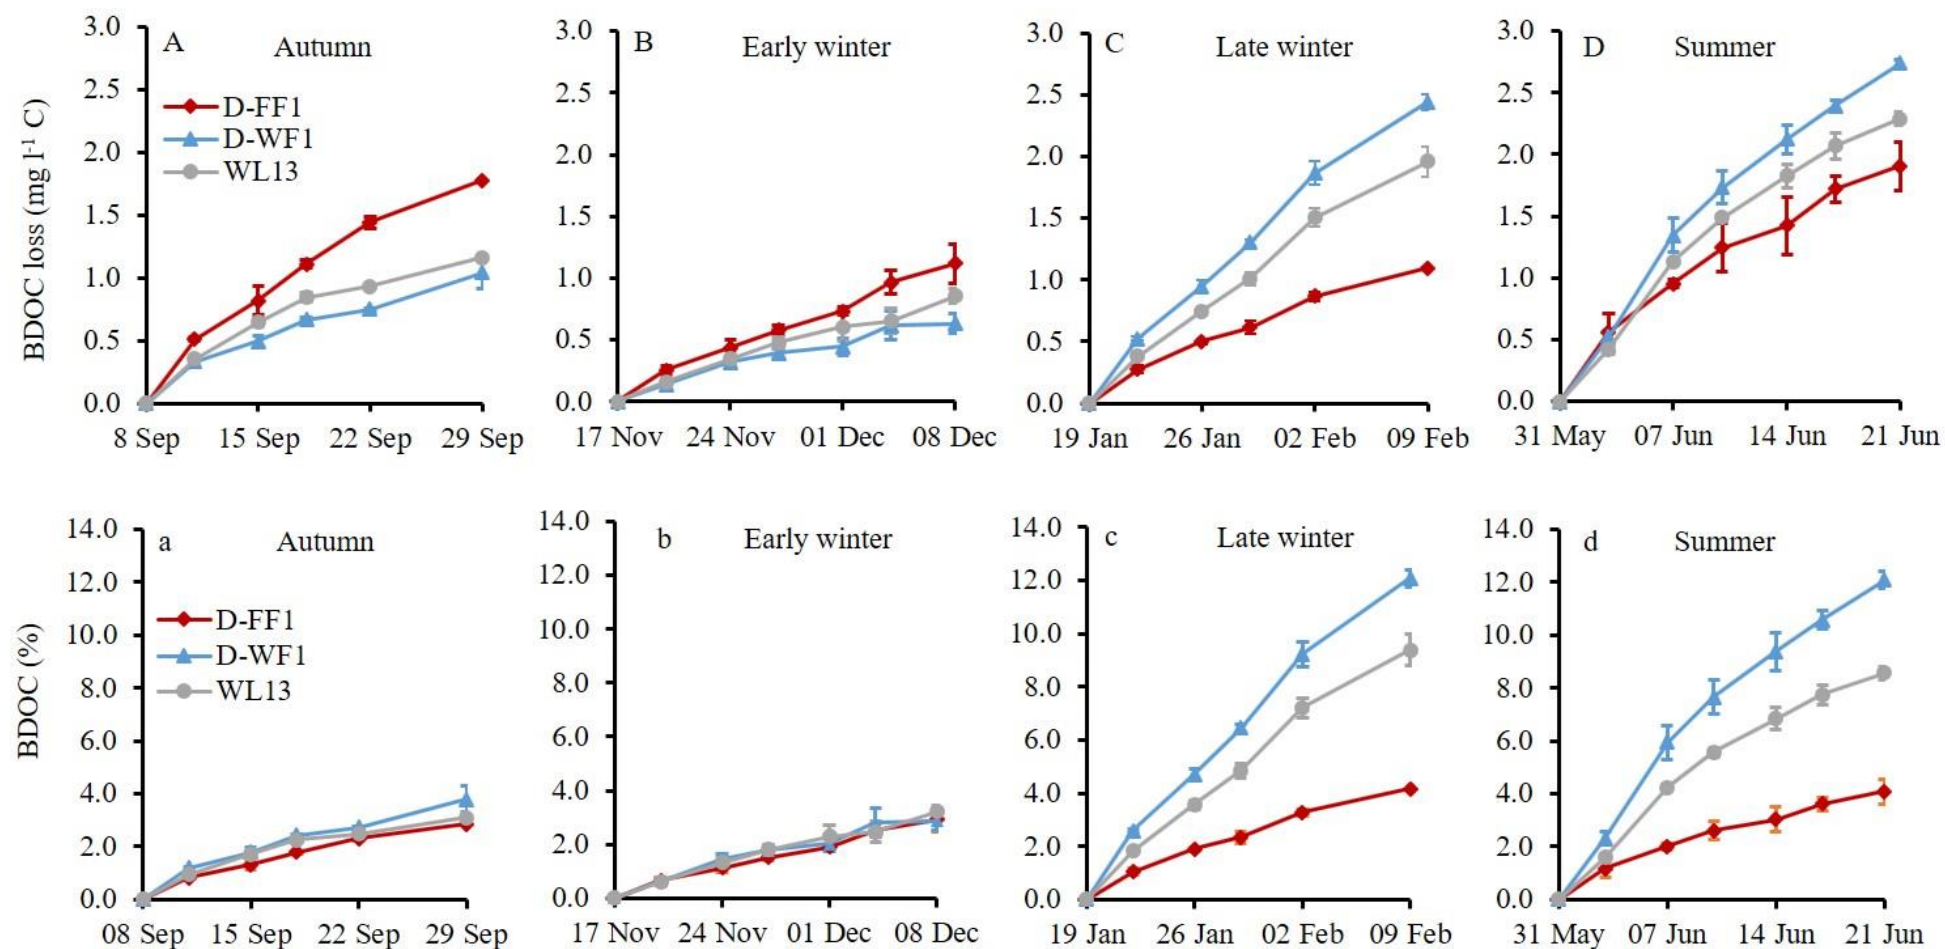 A Autumn
B Early winter
C Late winter
D Summer
BDOC loss (mg l⁻¹ C)
3.0
2.5
2.0
1.5
1.0
0.5
0.0
D-FF1
D-WF1
WL13
8 Sep 15 Sep 22 Sep 29 Sep
3.0
2.5
2.0
1.5
1.0
0.5
0.0
17 Nov 24 Nov 01 Dec 08 Dec
3.0
2.5
2.0
1.5
1.0
0.5
0.0
19 Jan 26 Jan 02 Feb 09 Feb
3.0
2.5
2.0
1.5
1.0
0.5
0.0
31 May 07 Jun 14 Jun 21 Jun
a Autumn
b Early winter
c Late winter
d Summer
BDOC (%)
14.0
12.0
10.0
8.0
6.0
4.0
2.0
0.0
D-FF1
D-WF1
WL13
08 Sep 15 Sep 22 Sep 29 Sep
14.0
12.0
10.0
8.0
6.0
4.0
2.0
0.0
17 Nov 24 Nov 01 Dec 08 Dec
14.0
12.0
10.0
8.0
6.0
4.0
2.0
0.0
19 Jan 26 Jan 02 Feb 09 Feb
14.0
12.0
10.0
8.0
6.0
4.0
2.0
0.0
31 May 07 Jun 14 Jun 21 Jun